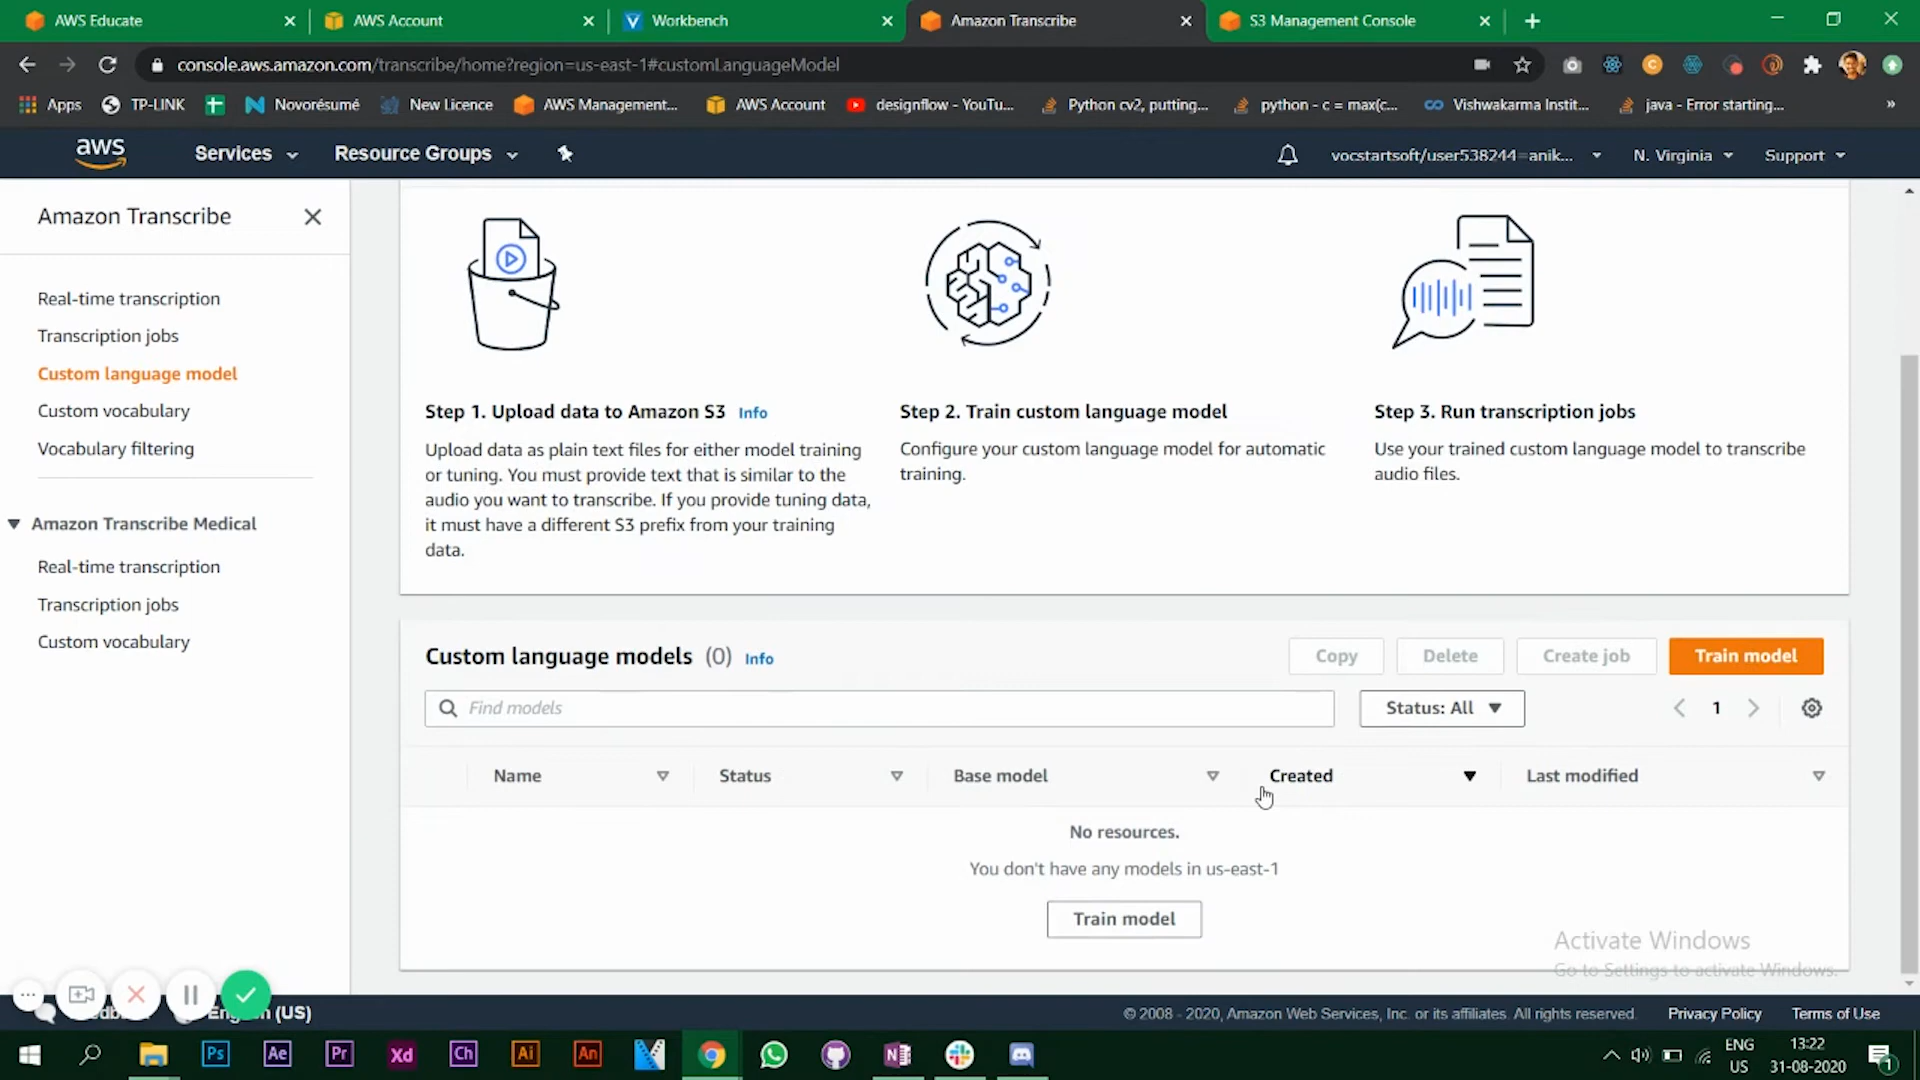 AWS Educate
AWS Account
Workbench
Amazon Transcribe
S3 Management Console
console.aws.amazon.com/transcribe/home?region=us-east-1#customLanguageModel
Apps
TP-LINK
Novorésumé
New Licence
AWS Management...
AWS Account
designflow - YouTu...
Python cv2, putting...
python - c = max(c...
Vishwakarma Instit...
java - Error starting...
»
aws
Services
Resource Groups
vocstartsoft/user538244=anik...
N. Virginia
Support
Amazon Transcribe
Real-time transcription
Transcription jobs
Custom language model
Custom vocabulary
Vocabulary filtering
Amazon Transcribe Medical
Real-time transcription
Transcription jobs
Custom vocabulary
Step 1. Upload data to Amazon S3 Info
Upload data as plain text files for either model training
or tuning. You must provide text that is similar to the
audio you want to transcribe. If you provide tuning data,
it must have a different S3 prefix from your training
data.
Step 2. Train custom language model
Configure your custom language model for automatic
training.
Step 3. Run transcription jobs
Use your trained custom language model to transcribe
audio files.
Custom language models (0) Info
Copy
Delete
Create job
Train model
Find models
Status: All
1
Name
Status
Base model
Created
Last modified
No resources.
You don't have any models in us-east-1
Train model
Activate Windows
Go to Settings to activate Windows.
(US)
© 2008 - 2020, Amazon Web Services, Inc. or its affiliates. All rights reserved.
Privacy Policy
Terms of Use
Ps
Ae
Pr
Xd
Ch
Ai
An
N
ENG
US
13:22
31-08-2020
1